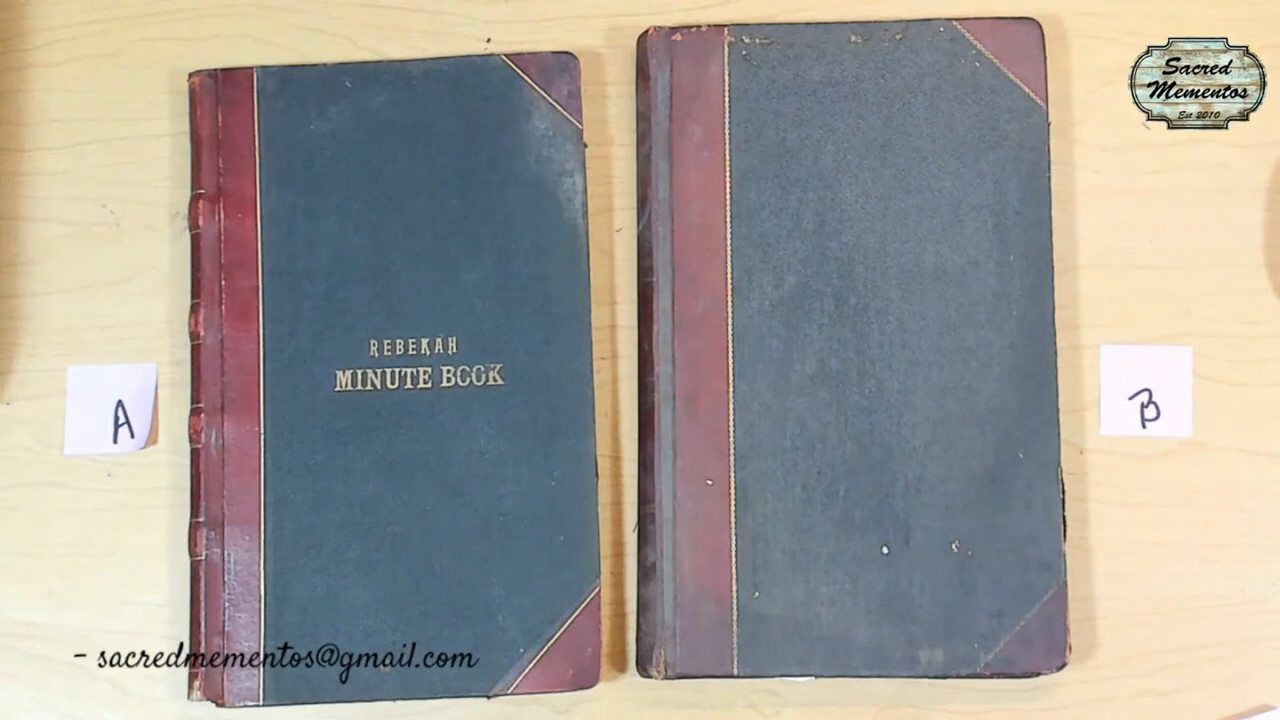 Sacred
Mementos
Est 2010
REBEKAH
MINUTE BOOK
A
B
- sacredmementos@gmail.com